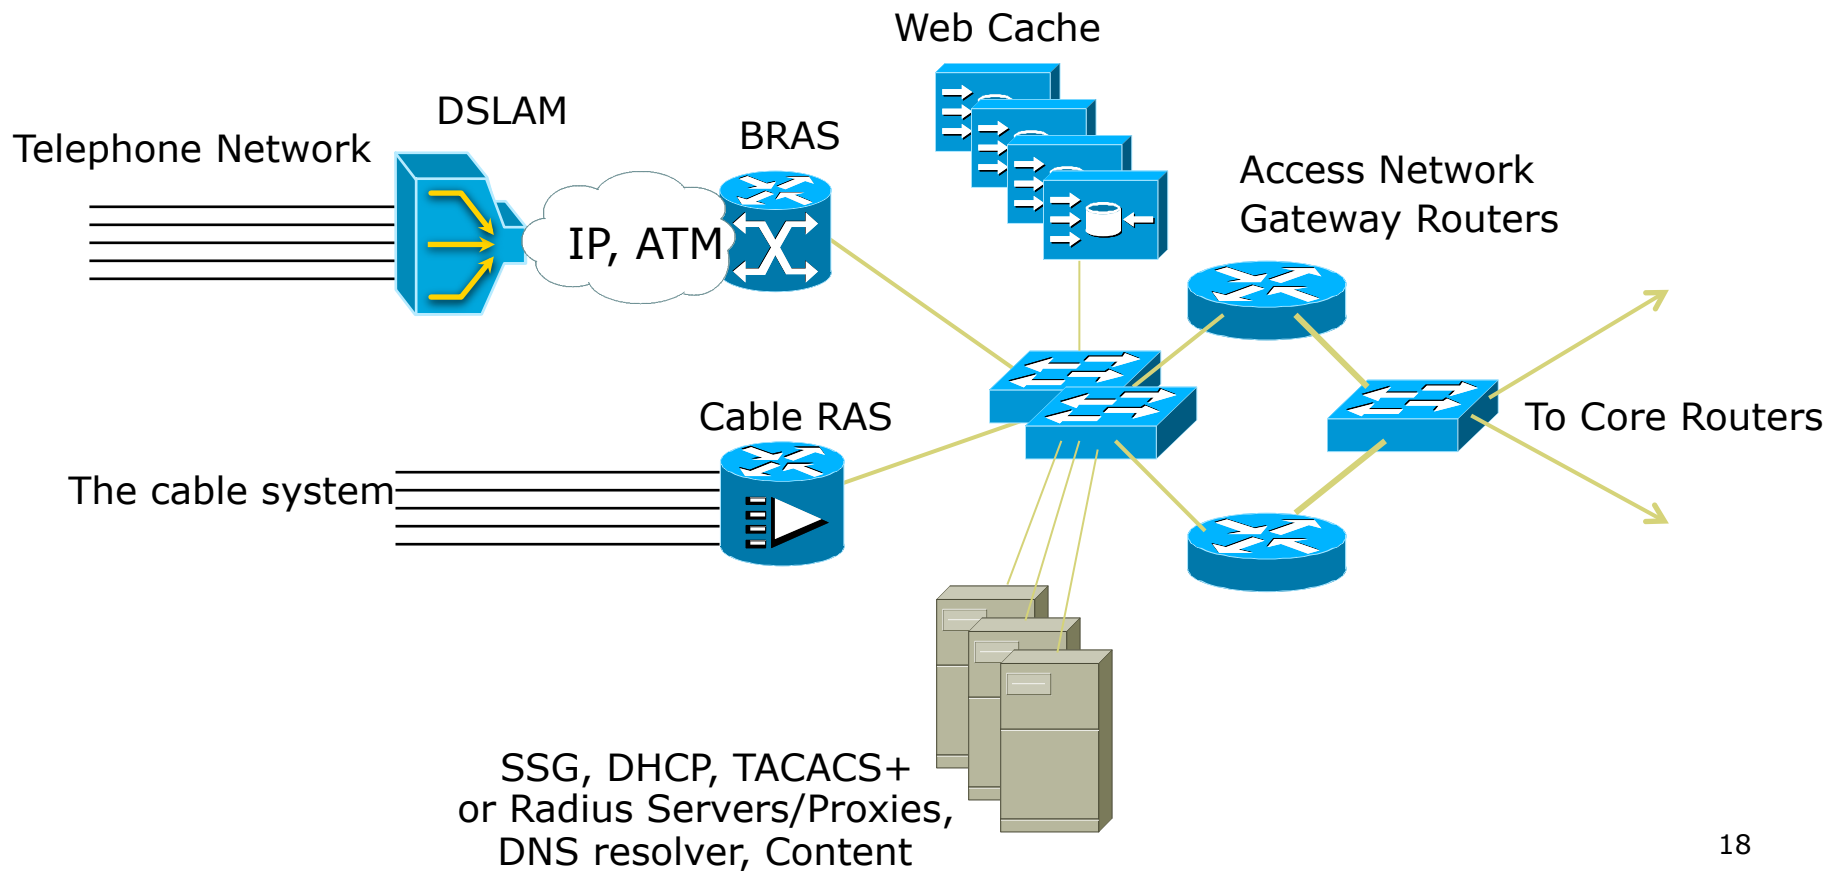 Web Cache
DSLAM
BRAS
Telephone Network
Access Network
Gateway Routers
IP, ATM
Cable RAS
To Core Routers
The cable system
SSG, DHCP, TACACS+
or Radius Servers/Proxies,
DNS resolver, Content
18